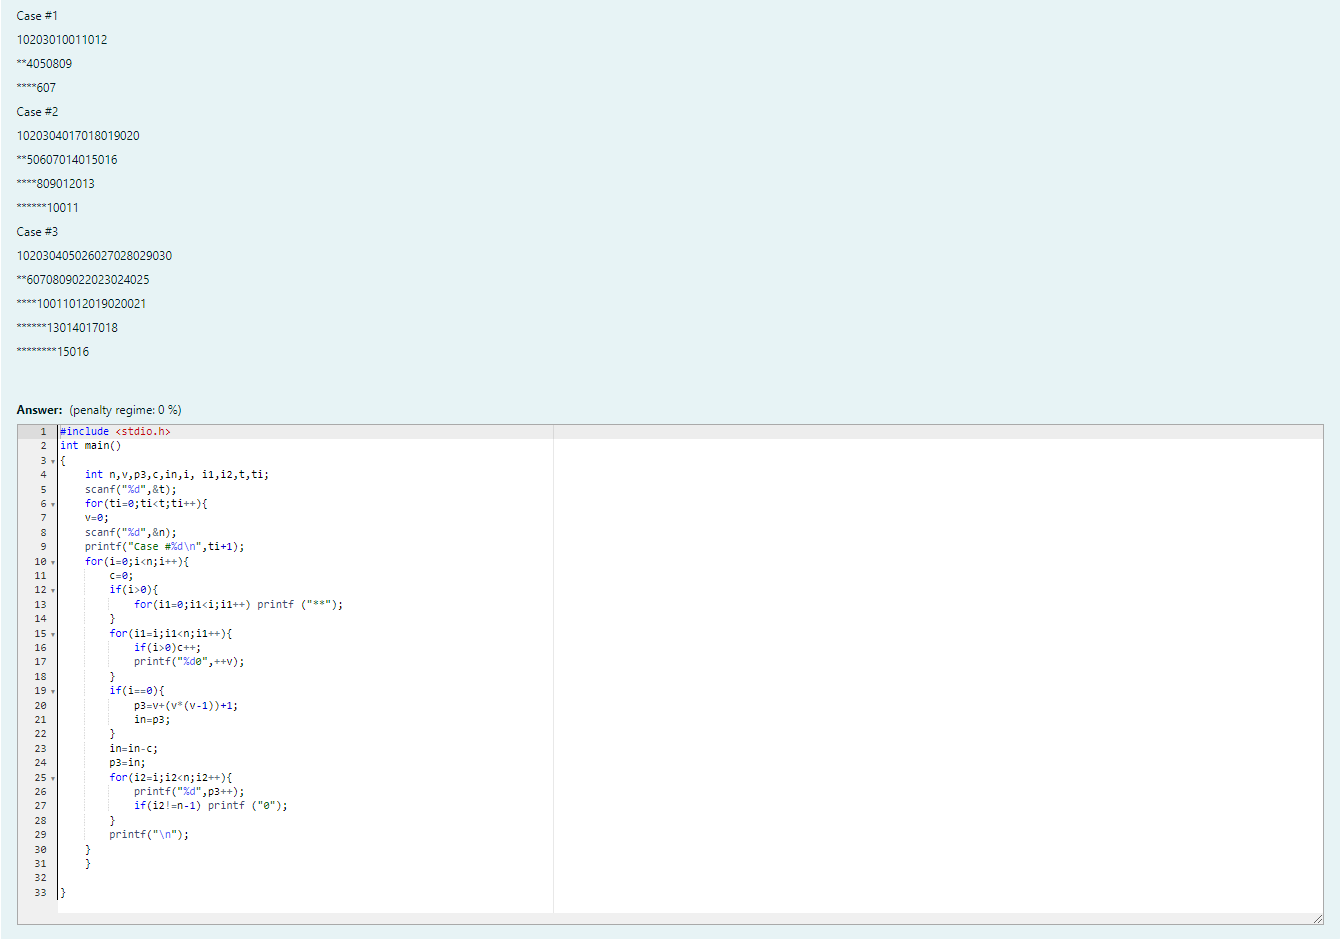 Case #1
10203010011012
**4050809
****607
Case #2
1020304017018019020
**50607014015016
****809012013
******10011
Case #3
102030405026027028029030
**6070809022023024025
****10011012019020021
******13014017018
********15016
Answer: (penalty regime: 0 %)
1 #include <stdio.h>
2 int main()
3 {
4 int n,v,p3,c,in,i, i1,i2,t,ti;
5 scanf("%d",&t);
6 for(ti=0;ti<t;ti++){
7 v=0;
8 scanf("%d",&n);
9 printf("Case #%d\n",ti+1);
10 for(i=0;i<n;i++){
11 c=0;
12 if(i>0){
13 for(i1=0;i1<i;i1++) printf ("**");
14 }
15 for(i1=i;i1<n;i1++){
16 if(i>0)c++;
17 printf("%d0",++v);
18 }
19 if(i==0){
20 p3=v+(v*(v-1))+1;
21 in=p3;
22 }
23 in=in-c;
24 p3=in;
25 for(i2=i;i2<n;i2++){
26 printf("%d",p3++);
27 if(i2!=n-1) printf ("0");
28 }
29 printf("\n");
30 }
31 }
32
33 }